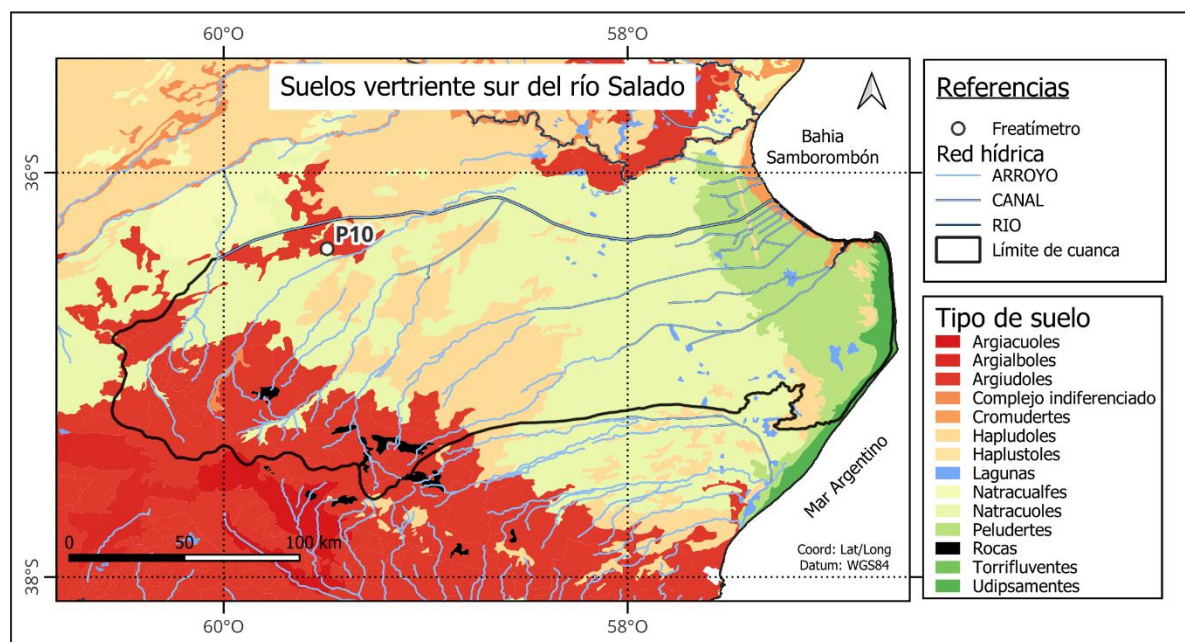 60°O
58°O
Suelos vertriente sur del río Salado
Bahia
Samborombón
36°S
P10
Mar Argentino
0
50
100 km
Coord: Lat/Long
Datum: WGS84
38°S
60°O
58°O
Referencias
Freatímetro
Red hídrica
ARROYO
CANAL
RIO
Límite de cuanca
Tipo de suelo
Argiacuoles
Argialboles
Argiudoles
Complejo indiferenciado
Cromudertes
Hapludoles
Haplustoles
Lagunas
Natracualfes
Natracuoles
Peludertes
Rocas
Torrifluventes
Udipsamentes